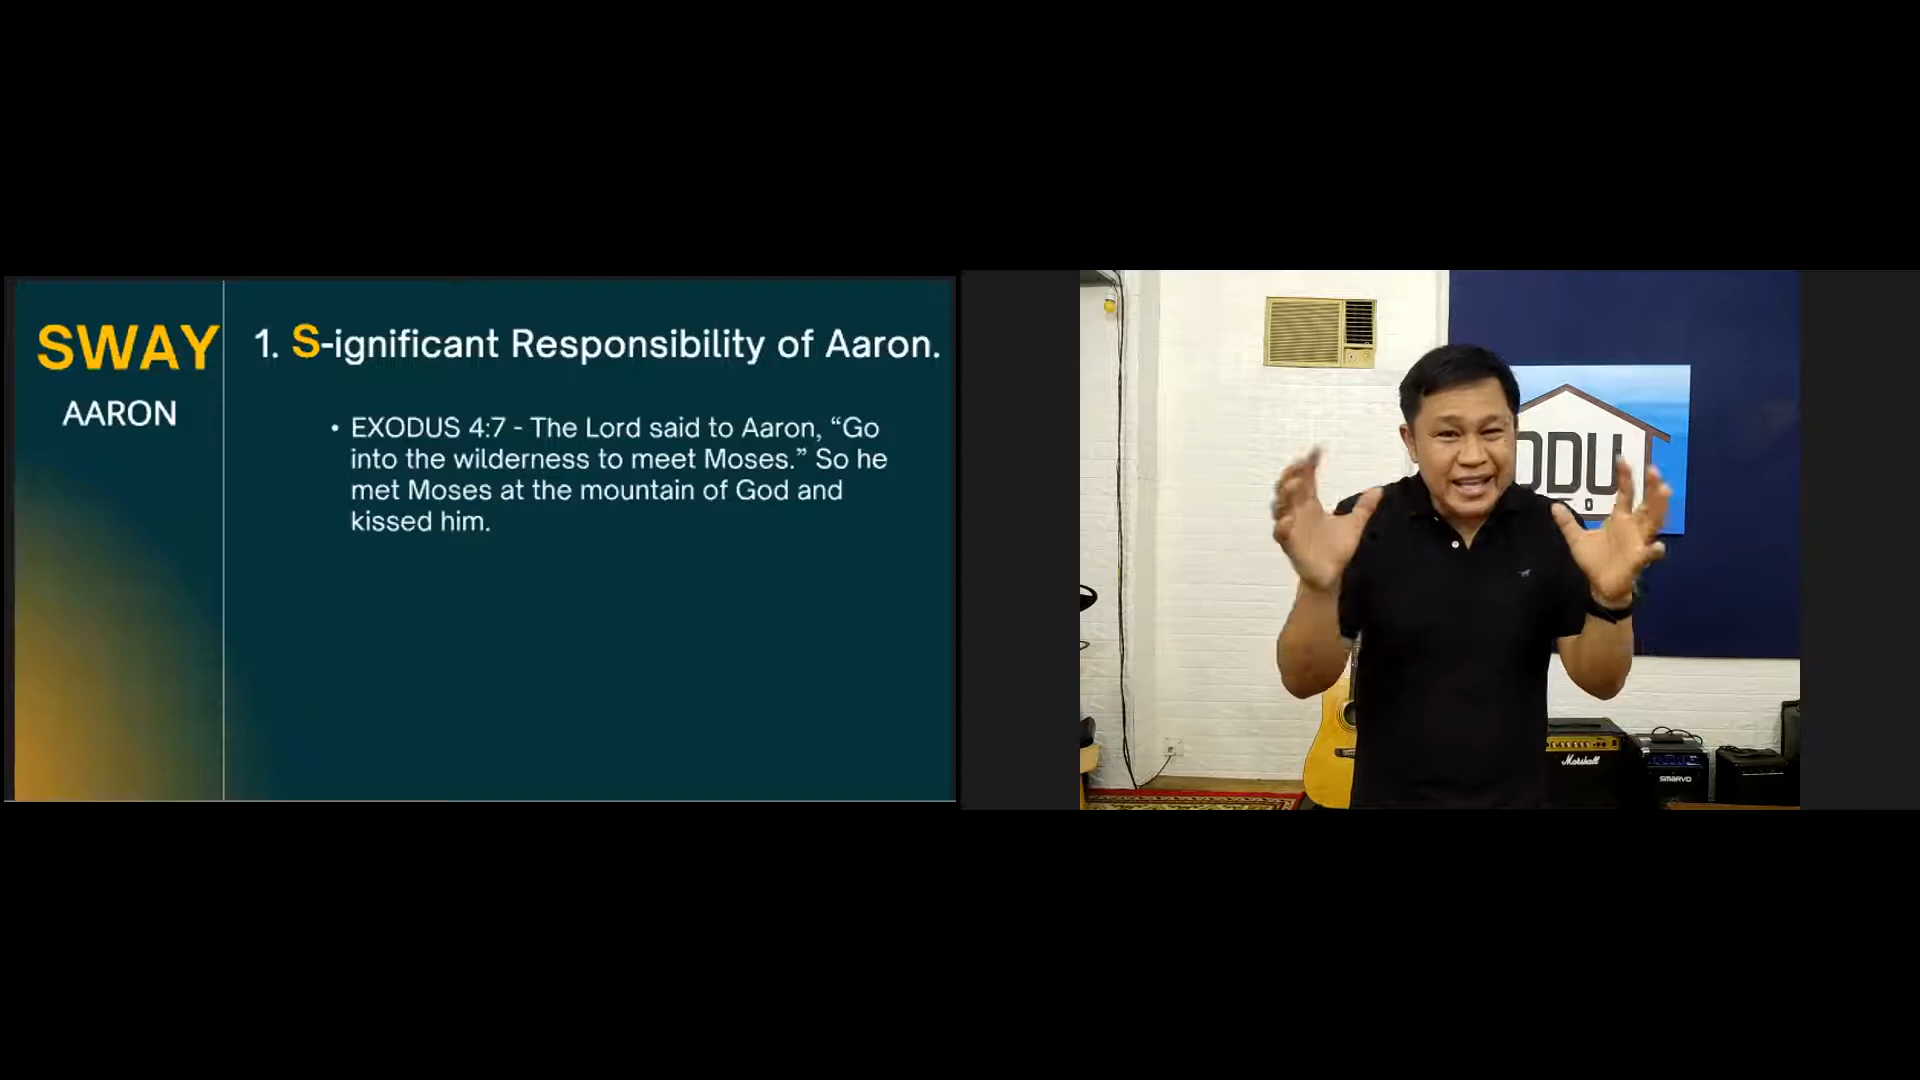 SWAY
AARON
1. S-ignificant Responsibility of Aaron.
• EXODUS 4:7 - The Lord said to Aaron, “Go
into the wilderness to meet Moses.” So he
met Moses at the mountain of God and
kissed him.
ODU
O
Marshall
SMARVO